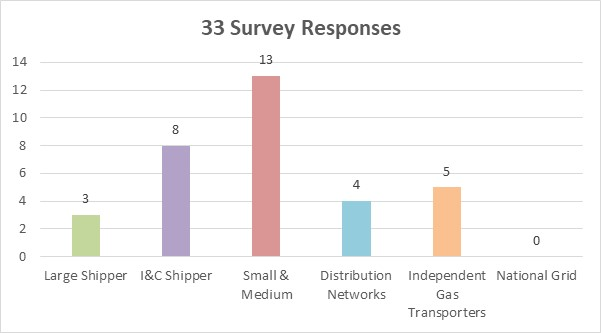 33 Survey Responses
14
12
10
8
6
4
2
0
3
8
13
4
5
0
Large Shipper
I&C Shipper
Small &
Medium
Distribution
Networks
Independent
Gas
Transporters
National Grid